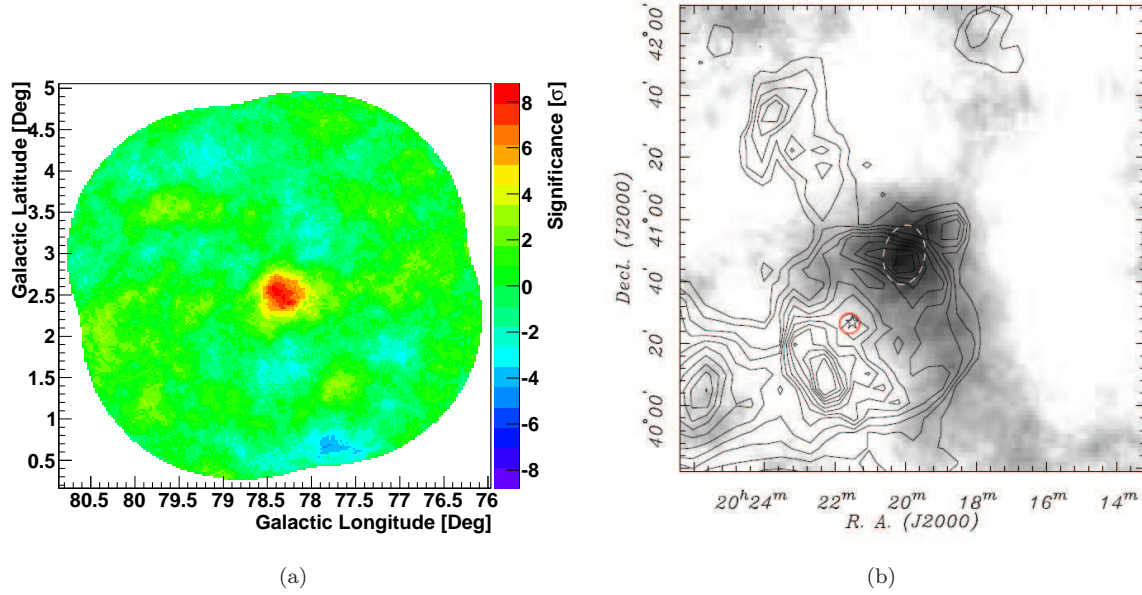 5
4.5
4
3.5
3
2.5
2
1.5
1
0.5
80.5 80 79.5 79 78.5 78 77.5 77 76.5 76
Galactic Longitude [Deg]
Galactic Latitude [Deg]
8
6
4
2
0
-2
-4
-6
-8
Significance [σ]
(a)
42°00'
40'
20'
41°00'
40'
20'
40°00'
Decl. (J2000)
20ʰ24ᵐ 22ᵐ 20ᵐ 18ᵐ 16ᵐ 14ᵐ
R. A. (J2000)
(b)